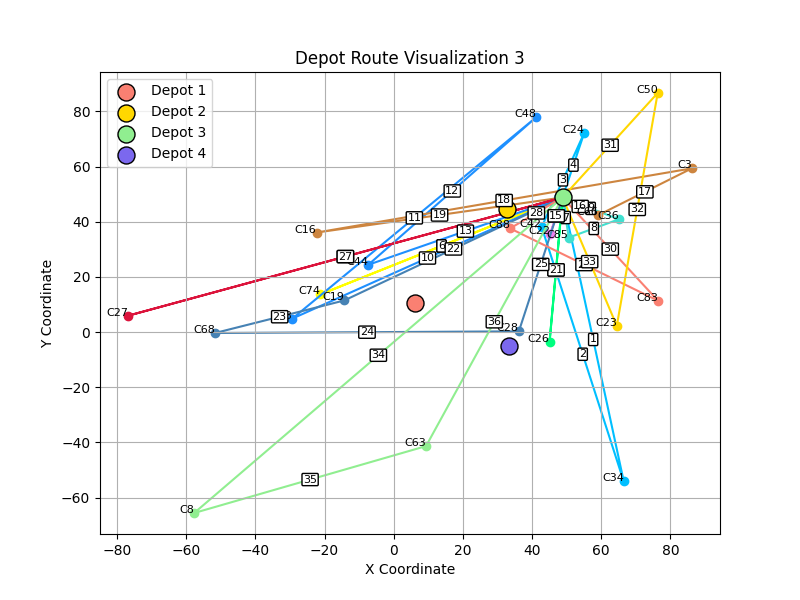 Depot Route Visualization 3
Depot 1
Depot 2
Depot 3
Depot 4
Y Coordinate
80
60
40
20
0
−20
−40
−60
−80
−60
−40
−20
0
20
40
60
80
X Coordinate
C50
C48
C24
C3
C16
C36
C88
C42
C22
C85
C44
C74
C19
C27
C68
C28
C26
C23
C83
C63
C34
C8
31
4
3
12
17
18
32
11
19
28
15
16
7
8
13
6
22
10
27
30
25
21
33
23
24
36
34
1
2
35